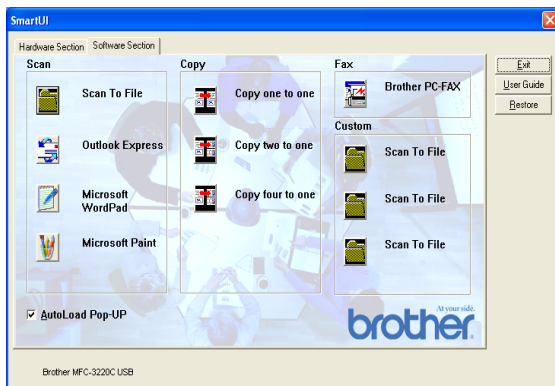 SmartUI
Hardware Section
Software Section
Scan
Scan To File
Outlook Express
Microsoft
WordPad
Microsoft Paint
Copy
Copy one to one
Copy two to one
Copy four to one
Fax
Brother PC-FAX
Custom
Scan To File
Scan To File
Scan To File
Exit
User Guide
Restore
AutoLoad Pop-UP
At your side.
brother
Brother MFC-3220C USB